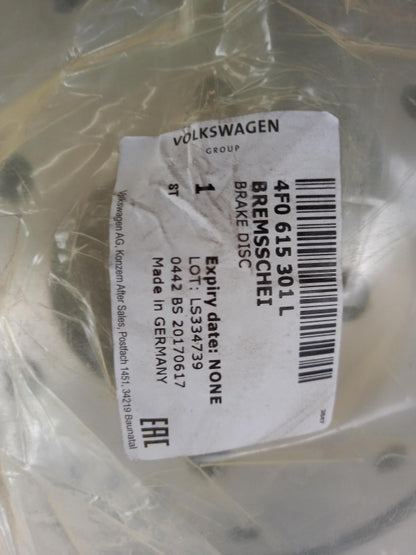 VOLKSWAGEN
GROUP
4F0 615 301 L
BREMSSCHEI
BRAKE DISC
1
ST
Expiry date: NONE
LOT: LS334739
0442 BS 20170617
Made in GERMANY
EAC
Volkswagen AG, Konzern After Sales, Postfach 1451, 34219 Baunatal